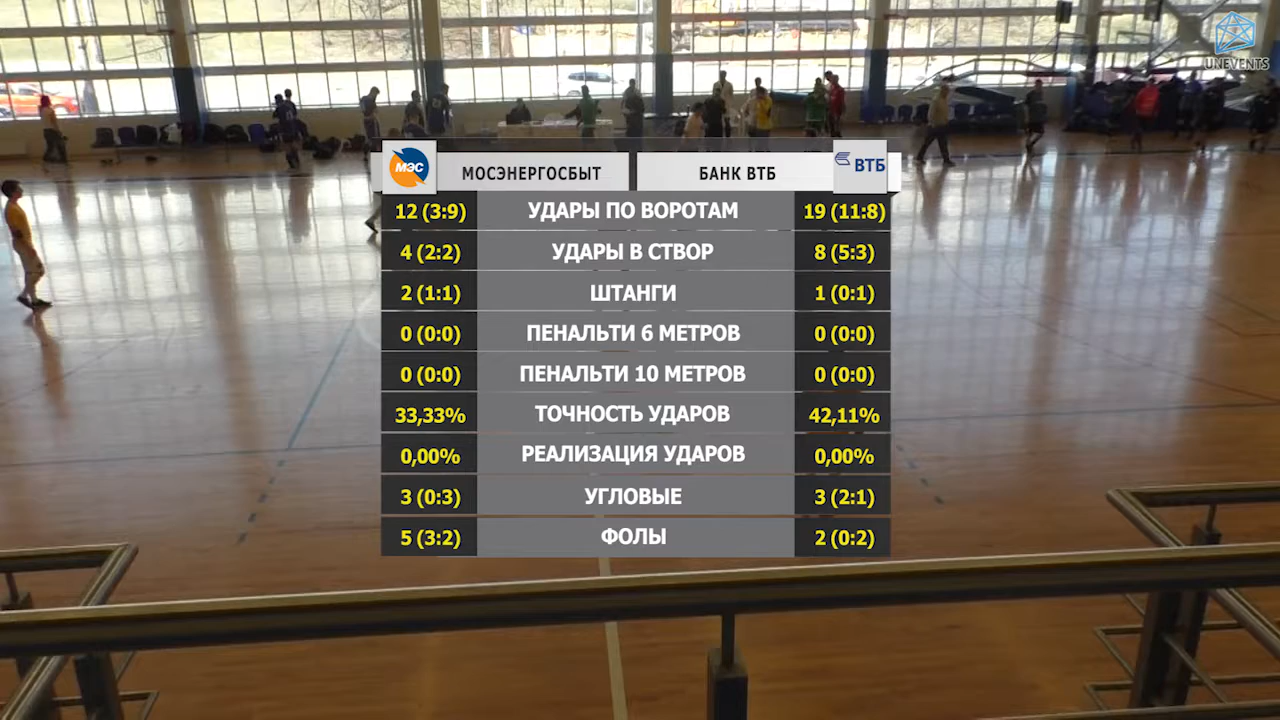 UNEVENTS
МЭС МОСЭНЕРГОСБЫТ БАНК ВТБ ВТБ
12 (3:9) УДАРЫ ПО ВОРОТАМ 19 (11:8)
4 (2:2) УДАРЫ В СТВОР 8 (5:3)
2 (1:1) ШТАНГИ 1 (0:1)
0 (0:0) ПЕНАЛЬТИ 6 МЕТРОВ 0 (0:0)
0 (0:0) ПЕНАЛЬТИ 10 МЕТРОВ 0 (0:0)
33,33% ТОЧНОСТЬ УДАРОВ 42,11%
0,00% РЕАЛИЗАЦИЯ УДАРОВ 0,00%
3 (0:3) УГЛОВЫЕ 3 (2:1)
5 (3:2) ФОЛЫ 2 (0:2)